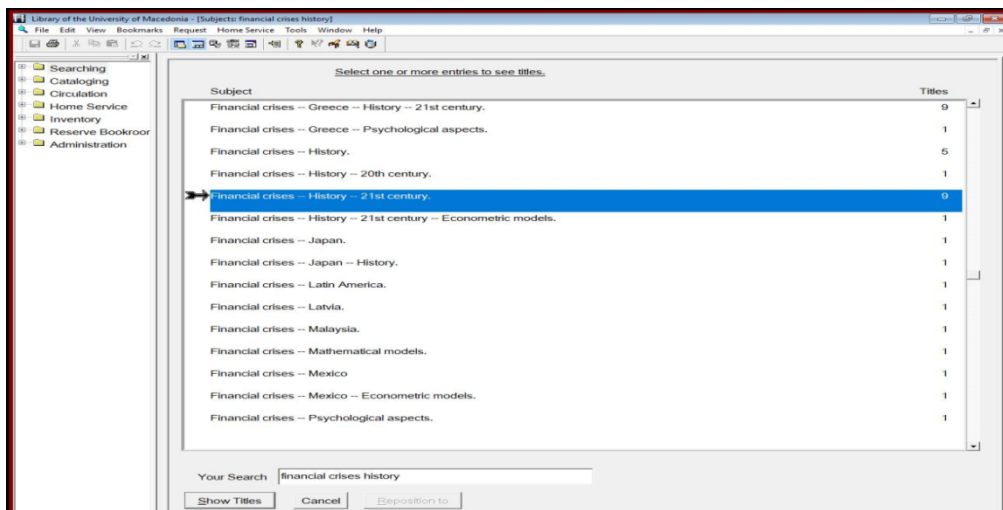 Library of the University of Macedonia - [Subjects: financial crises history]
File Edit View Bookmarks Request Home Service Tools Window Help
Searching
Cataloging
Circulation
Home Service
Inventory
Reserve Bookroor
Administration
Select one or more entries to see titles.
Subject Titles
Financial crises -- Greece -- History -- 21st century. 9
Financial crises -- Greece -- Psychological aspects. 1
Financial crises -- History. 5
Financial crises -- History -- 20th century. 1
Financial crises -- History -- 21st century. 9
Financial crises -- History -- 21st century -- Econometric models. 1
Financial crises -- Japan. 1
Financial crises -- Japan -- History. 1
Financial crises -- Latin America. 1
Financial crises -- Latvia. 1
Financial crises -- Malaysia. 1
Financial crises -- Mathematical models. 1
Financial crises -- Mexico 1
Financial crises -- Mexico -- Econometric models. 1
Financial crises -- Psychological aspects. 1
Your Search financial crises history
Show Titles Cancel Reposition to